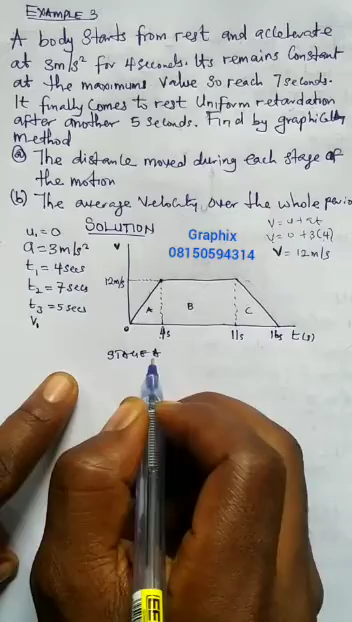 EXAMPLE 3
A body starts from rest and accelerate
at 3m/s² for 4seconds. Its remains Constant
at the maximums Value so reach 7seconds.
It finally Comes to rest Uniform retardation
after another 5 Seconds. Find by graphically
method
(a) The distance moved during each stage of
the motion
(b) The average velocity over the whole period
SOLUTION
u₁ = 0
a = 3m/s²
t₁ = 4secs
t₂ = 7secs
t₃ = 5secs
V₁
V = u + at
V = 0 + 3(4)
V = 12m/s
Graphix
08150594314
V
12m/s
A
B
C
0
4s
11s
16s
t(s)
STAGE A